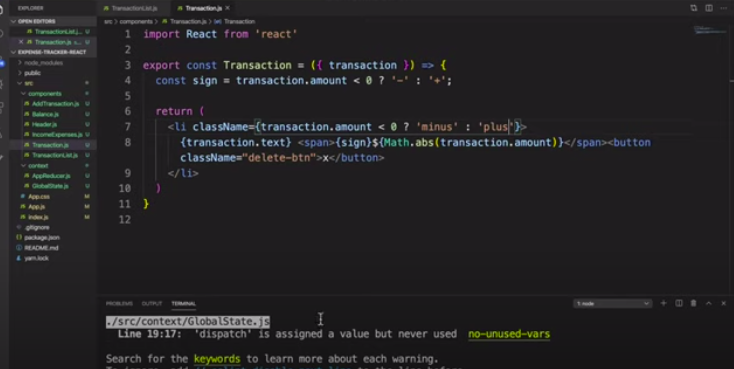 EXPLORER
OPEN EDITORS
TransactionList.j... U
Transaction.js ... U
EXPENSE-TRACKER-REACT
node_modules
public
src
components
AddTransaction.js U
Balance.js U
Header.js U
IncomeExpenses.js U
Transaction.js U
TransactionList.js U
context
AppReducer.js U
GlobalState.js U
App.css M
App.js M
index.js M
.gitignore
package.json
README.md
yarn.lock
TransactionList.js
Transaction.js
src > components > Transaction.js > Transaction
1 import React from 'react'
2
3 export const Transaction = ({ transaction }) => {
4 const sign = transaction.amount < 0 ? '-' : '+';
5
6 return (
7 <li className={transaction.amount < 0 ? 'minus' : 'plus'}>
8 {transaction.text} <span>{sign}${Math.abs(transaction.amount)}</span><button
className="delete-btn">x</button>
9 </li>
10 )
11 }
12
PROBLEMS OUTPUT TERMINAL
1: node
./src/context/GlobalState.js
Line 19:17: 'dispatch' is assigned a value but never used no-unused-vars
Search for the keywords to learn more about each warning.